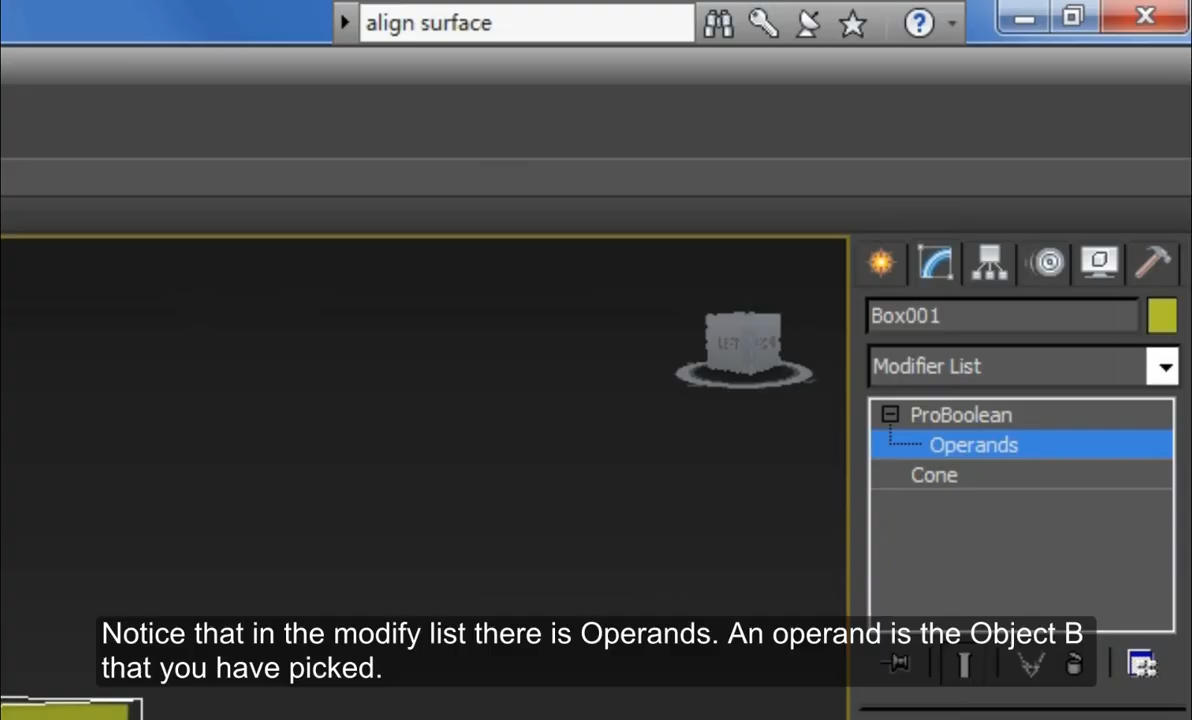 align surface
LEFT
Box001
Modifier List
ProBoolean
Operands
Cone
Notice that in the modify list there is Operands. An operand is the Object B
that you have picked.